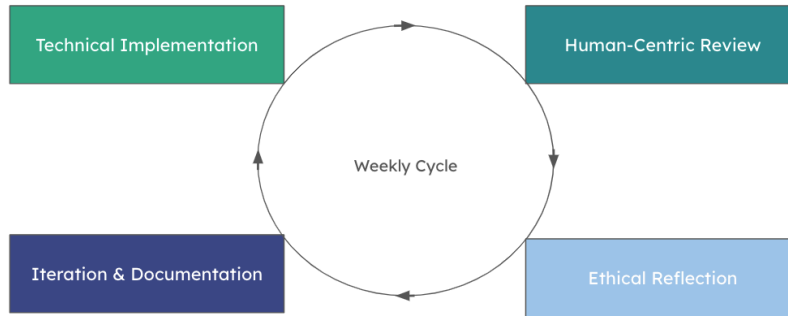 Technical Implementation
Human-Centric Review
Weekly Cycle
Iteration & Documentation
Ethical Reflection